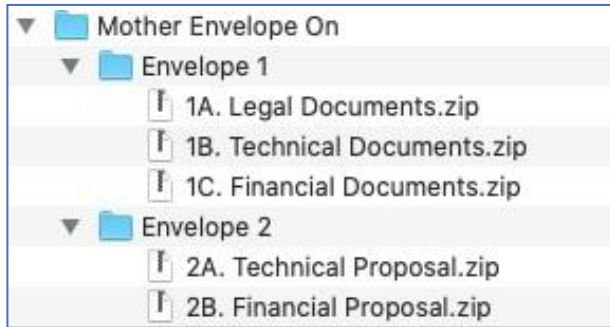 Mother Envelope On
Envelope 1
1A. Legal Documents.zip
1B. Technical Documents.zip
1C. Financial Documents.zip
Envelope 2
2A. Technical Proposal.zip
2B. Financial Proposal.zip